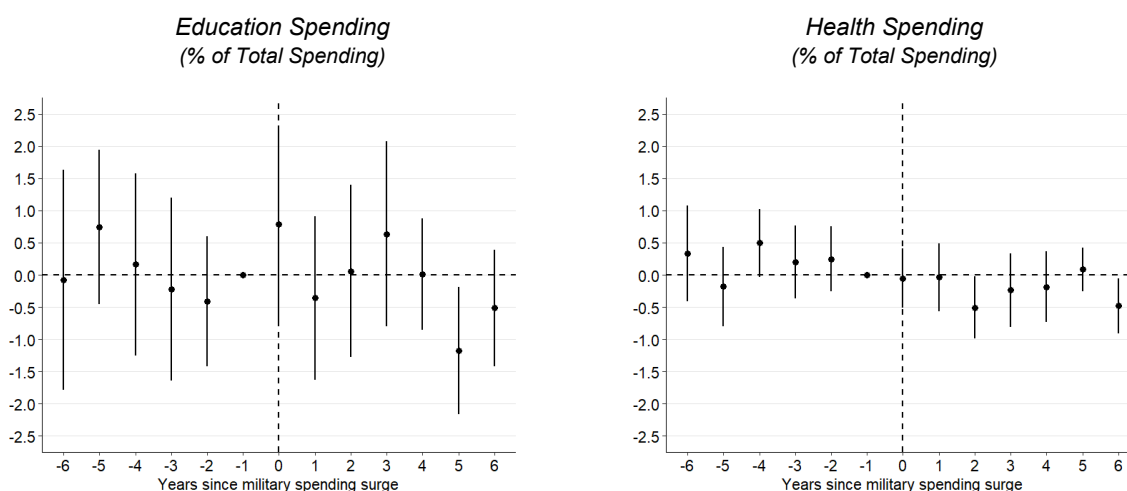 Education Spending
(% of Total Spending)
2.5
2.0
1.5
1.0
0.5
0.0
-0.5
-1.0
-1.5
-2.0
-2.5
-6 -5 -4 -3 -2 -1 0 1 2 3 4 5 6
Years since military spending surge
Health Spending
(% of Total Spending)
2.5
2.0
1.5
1.0
0.5
0.0
-0.5
-1.0
-1.5
-2.0
-2.5
-6 -5 -4 -3 -2 -1 0 1 2 3 4 5 6
Years since military spending surge